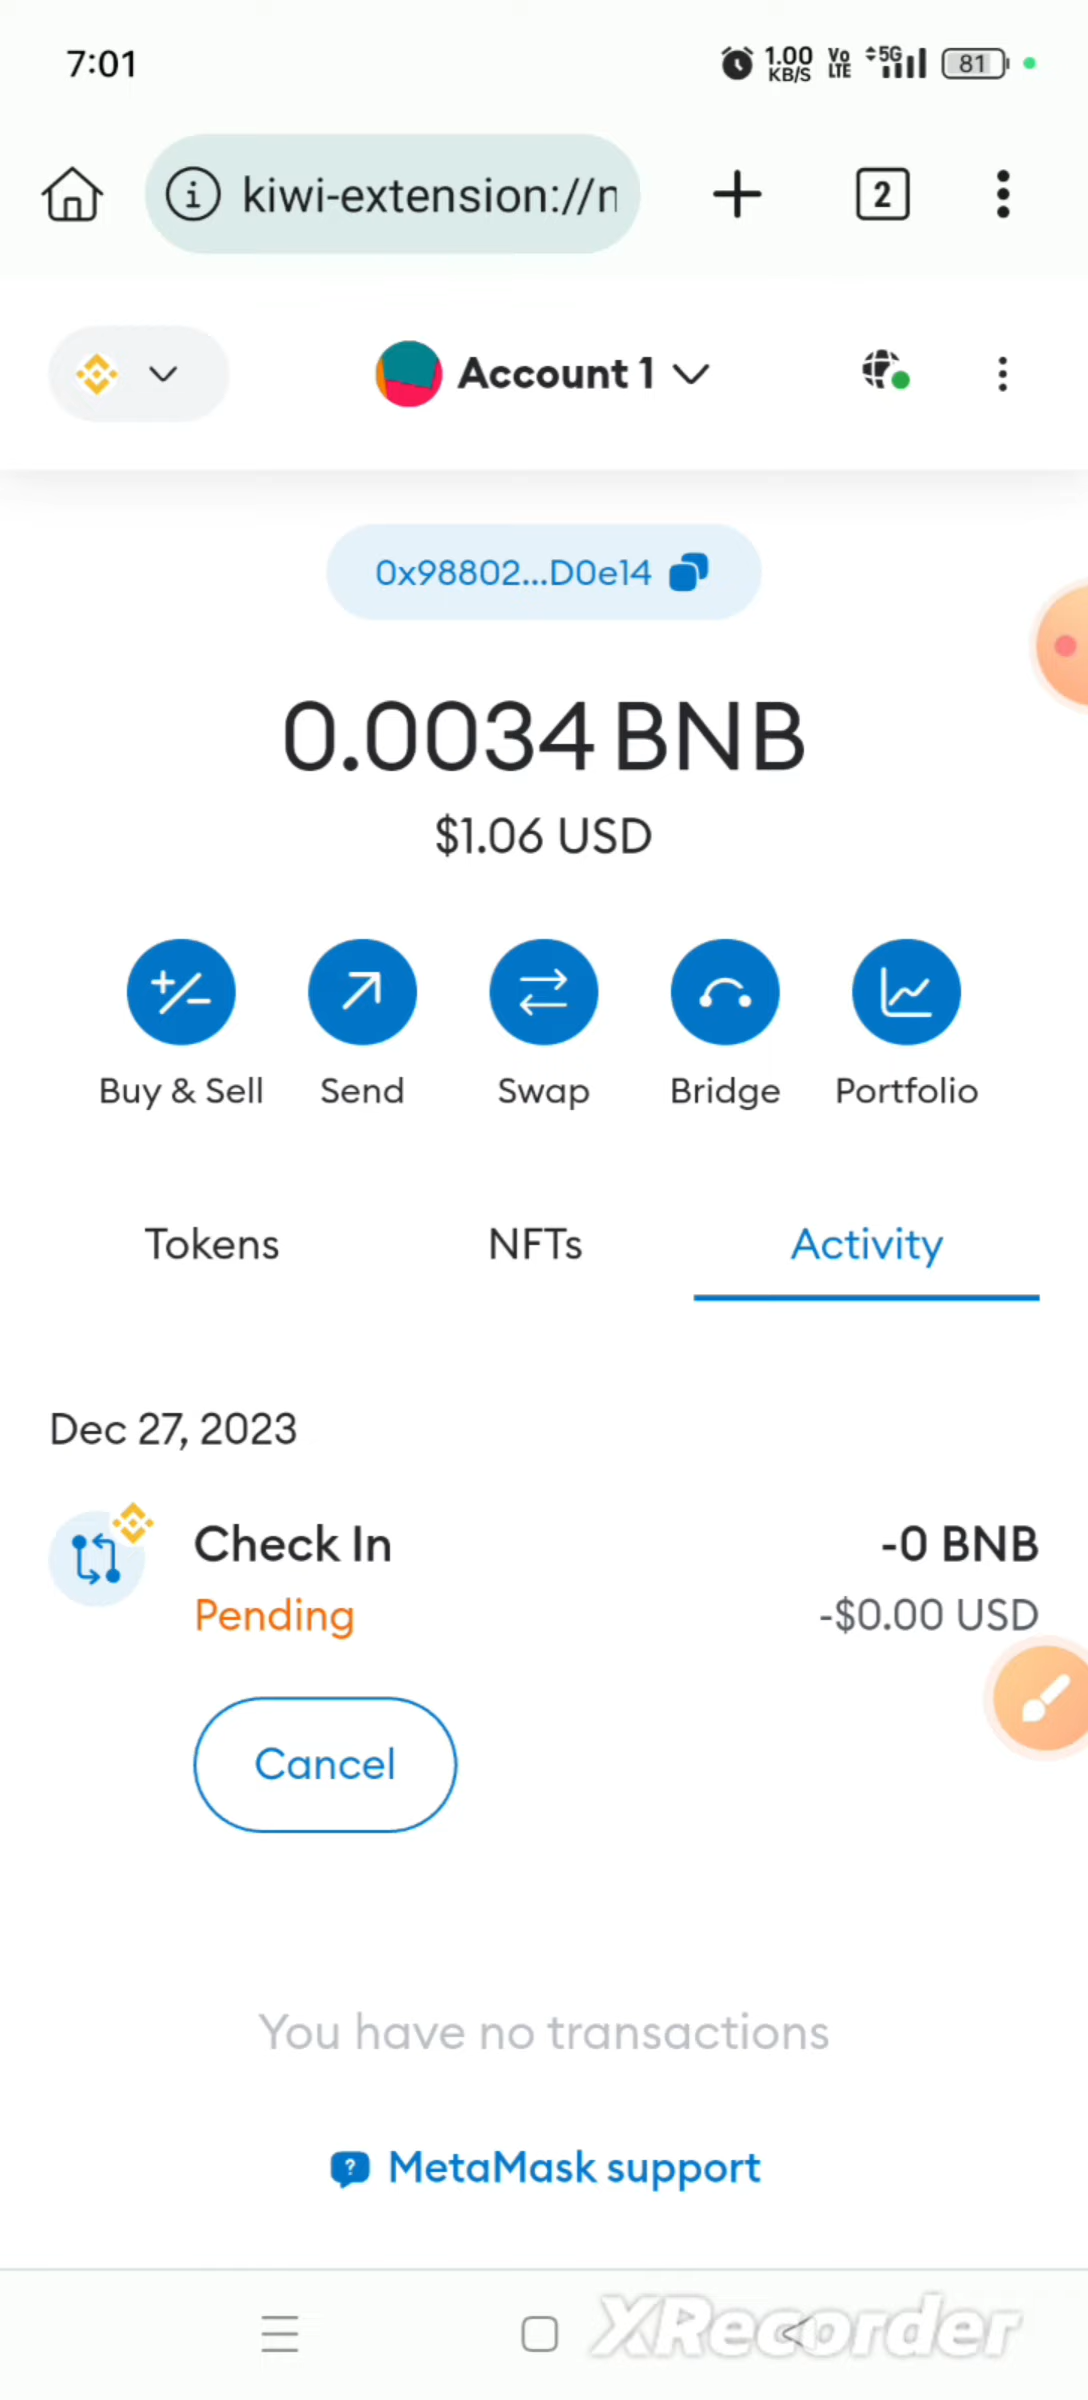 7:01
1.00 KB/S Vo LTE 5G 81
kiwi-extension://n
2
Account 1
0x98802...D0e14
0.0034 BNB
$1.06 USD
Buy & Sell Send Swap Bridge Portfolio
Tokens NFTs Activity
Dec 27, 2023
Check In -0 BNB
Pending -$0.00 USD
Cancel
You have no transactions
MetaMask support
XRecorder